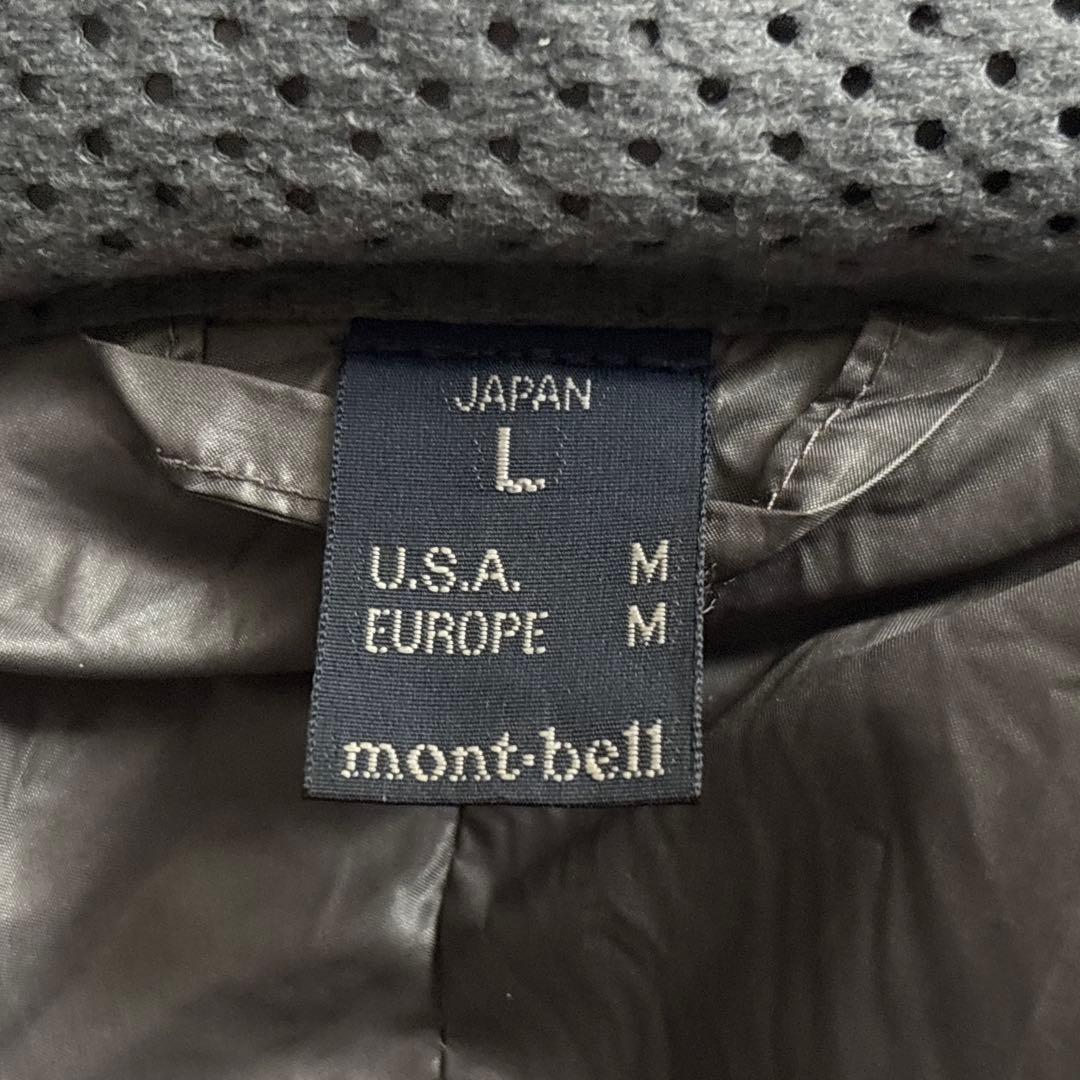 JAPAN
L
U.S.A. M
EUROPE M
mont-bell